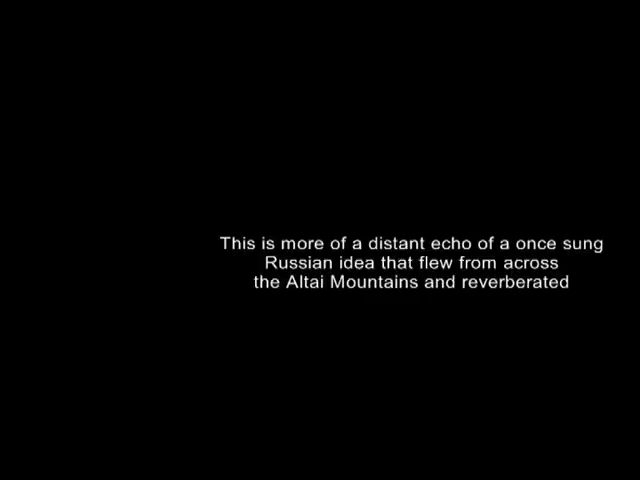 This is more of a distant echo of a once sung
Russian idea that flew from across
the Altai Mountains and reverberated